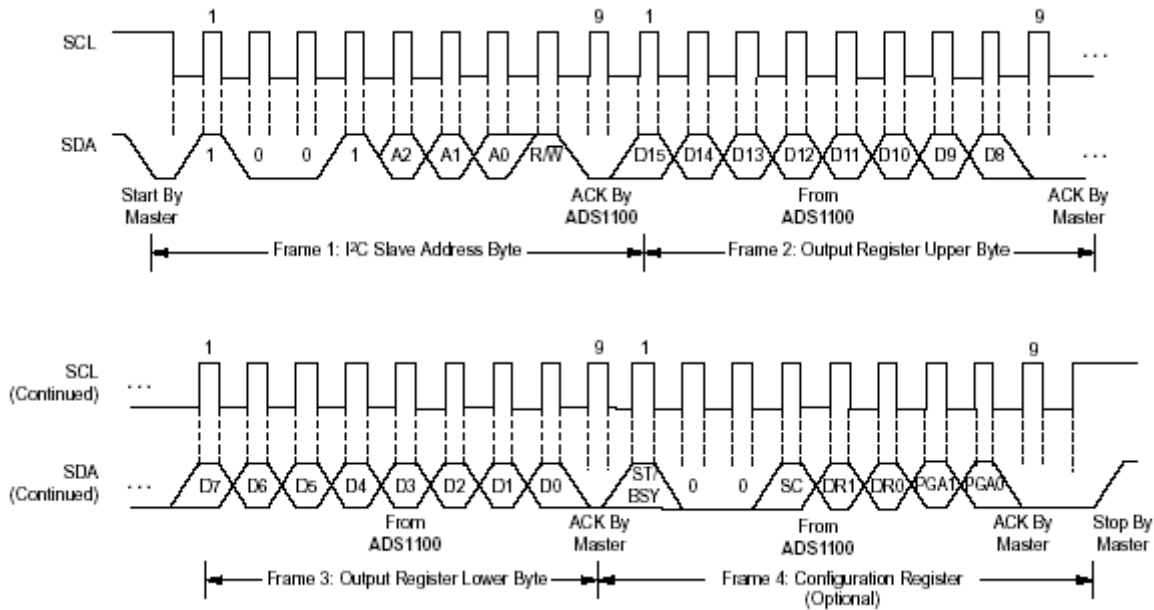 1 9 1 9
SCL ...
SDA 1 0 0 1 A2 A1 A0 R/W̅ D15 D14 D13 D12 D11 D10 D9 D8 ...
Start By Master
ACK By ADS1100
From ADS1100
ACK By Master
Frame 1: I²C Slave Address Byte
Frame 2: Output Register Upper Byte
1 9 1 9
SCL (Continued) ...
SDA (Continued) ... D7 D6 D5 D4 D3 D2 D1 D0 ST/BSY 0 0 SC DR1 DR0 PGA1 PGA0
From ADS1100
ACK By Master
From ADS1100
ACK By Master
Stop By Master
Frame 3: Output Register Lower Byte
Frame 4: Configuration Register
(Optional)